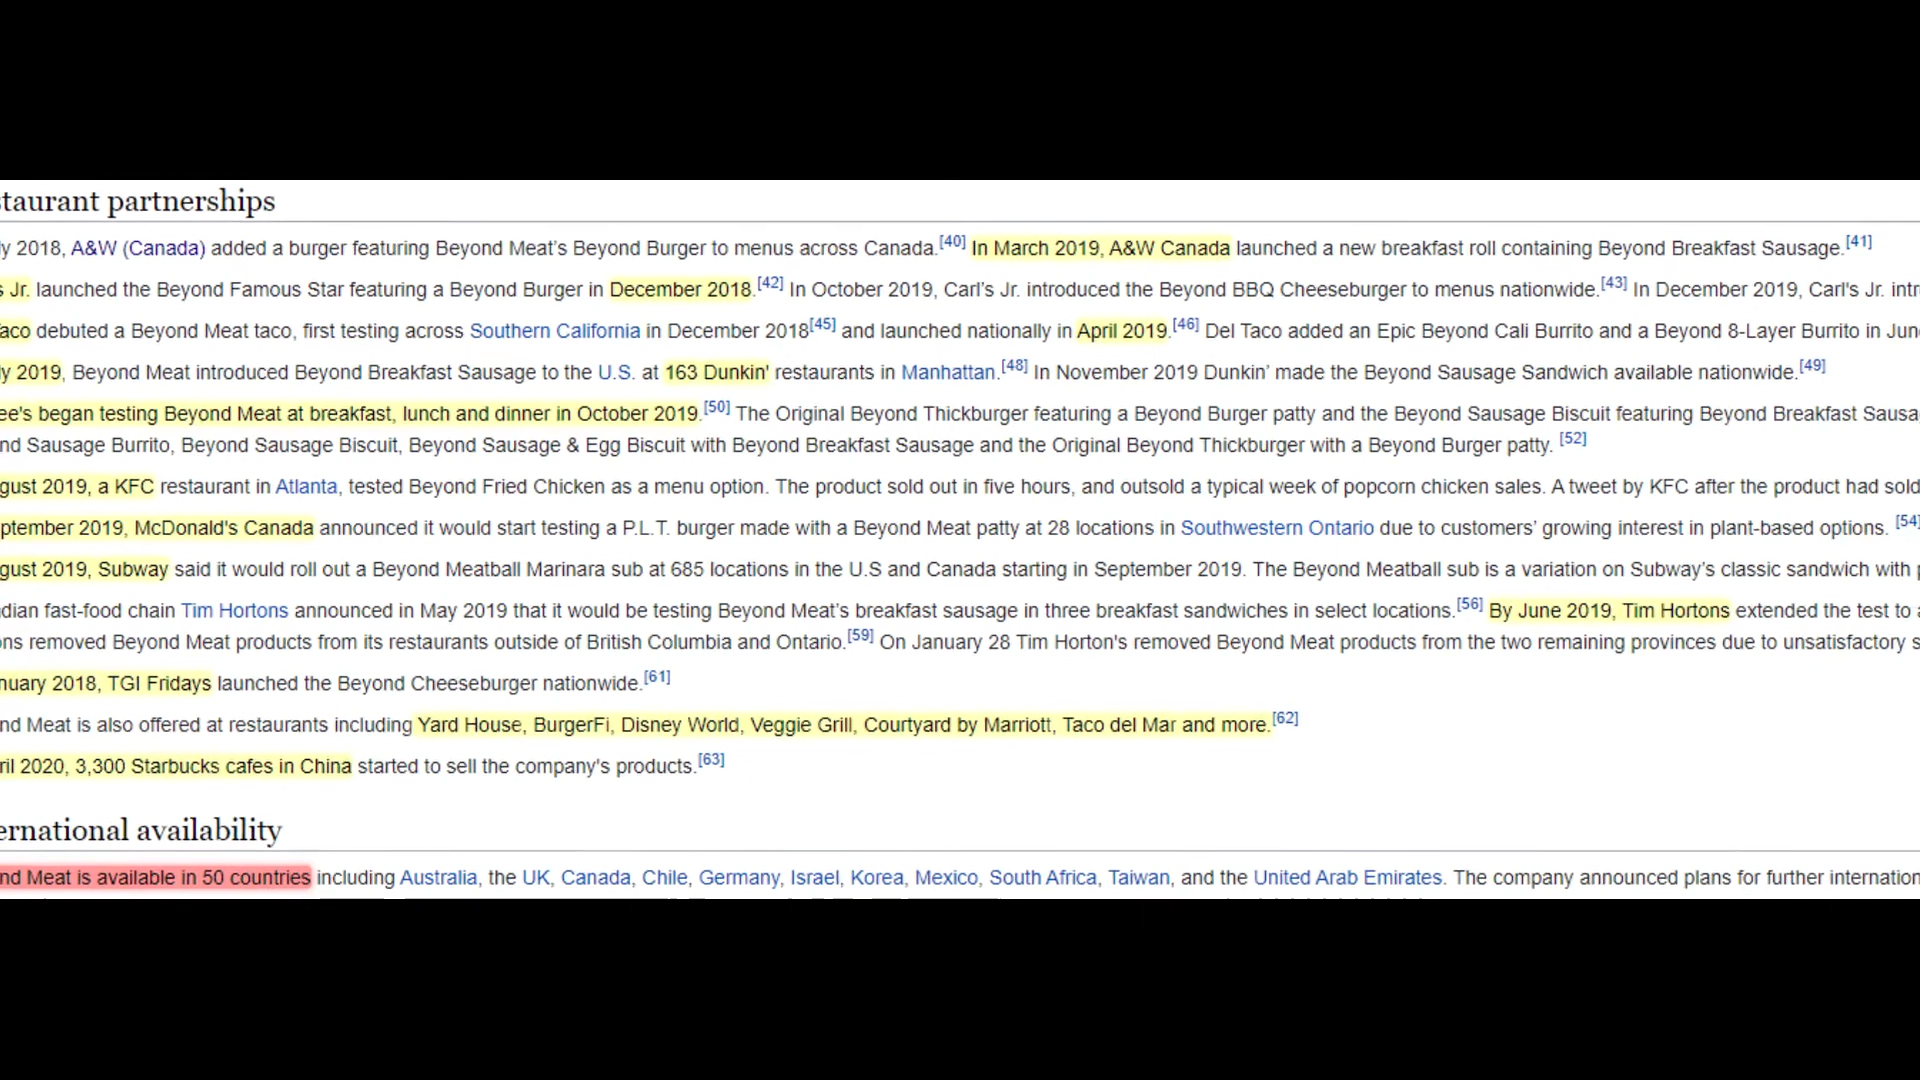 taurant partnerships
y 2018, A&W (Canada) added a burger featuring Beyond Meat's Beyond Burger to menus across Canada.[40] In March 2019, A&W Canada launched a new breakfast roll containing Beyond Breakfast Sausage.[41]
s Jr. launched the Beyond Famous Star featuring a Beyond Burger in December 2018.[42] In October 2019, Carl's Jr. introduced the Beyond BBQ Cheeseburger to menus nationwide.[43] In December 2019, Carl's Jr. intr
aco debuted a Beyond Meat taco, first testing across Southern California in December 2018[45] and launched nationally in April 2019.[46] Del Taco added an Epic Beyond Cali Burrito and a Beyond 8-Layer Burrito in Jun
y 2019, Beyond Meat introduced Beyond Breakfast Sausage to the U.S. at 163 Dunkin' restaurants in Manhattan.[48] In November 2019 Dunkin' made the Beyond Sausage Sandwich available nationwide.[49]
ee's began testing Beyond Meat at breakfast, lunch and dinner in October 2019.[50] The Original Beyond Thickburger featuring a Beyond Burger patty and the Beyond Sausage Biscuit featuring Beyond Breakfast Sausa
nd Sausage Burrito, Beyond Sausage Biscuit, Beyond Sausage & Egg Biscuit with Beyond Breakfast Sausage and the Original Beyond Thickburger with a Beyond Burger patty. [52]
gust 2019, a KFC restaurant in Atlanta, tested Beyond Fried Chicken as a menu option. The product sold out in five hours, and outsold a typical week of popcorn chicken sales. A tweet by KFC after the product had sold
ptember 2019, McDonald's Canada announced it would start testing a P.L.T. burger made with a Beyond Meat patty at 28 locations in Southwestern Ontario due to customers' growing interest in plant-based options. [54]
gust 2019, Subway said it would roll out a Beyond Meatball Marinara sub at 685 locations in the U.S and Canada starting in September 2019. The Beyond Meatball sub is a variation on Subway's classic sandwich with p
dian fast-food chain Tim Hortons announced in May 2019 that it would be testing Beyond Meat's breakfast sausage in three breakfast sandwiches in select locations.[56] By June 2019, Tim Hortons extended the test to a
ons removed Beyond Meat products from its restaurants outside of British Columbia and Ontario.[59] On January 28 Tim Horton's removed Beyond Meat products from the two remaining provinces due to unsatisfactory s
nuary 2018, TGI Fridays launched the Beyond Cheeseburger nationwide.[61]
nd Meat is also offered at restaurants including Yard House, BurgerFi, Disney World, Veggie Grill, Courtyard by Marriott, Taco del Mar and more.[62]
ril 2020, 3,300 Starbucks cafes in China started to sell the company's products.[63]
ernational availability
nd Meat is available in 50 countries including Australia, the UK, Canada, Chile, Germany, Israel, Korea, Mexico, South Africa, Taiwan, and the United Arab Emirates. The company announced plans for further internation